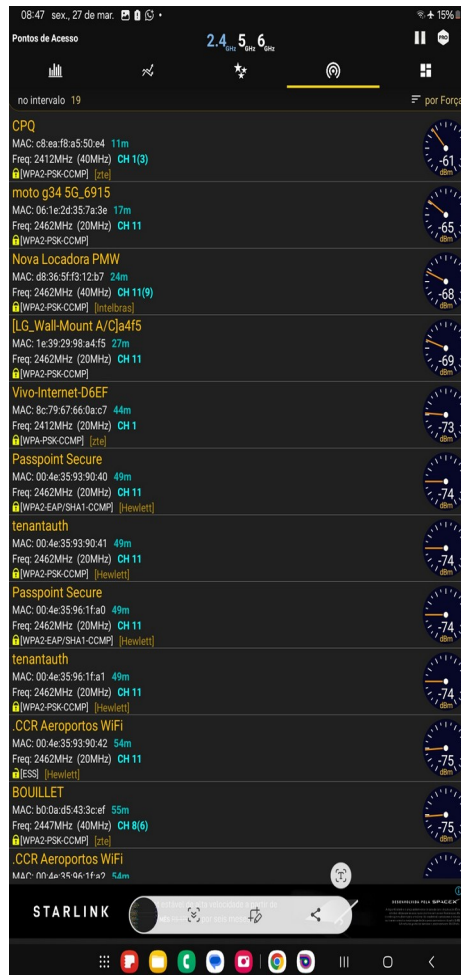 08:47 sex., 27 de mar.
15%
Pontos de Acesso
2.4GHz 5GHz 6GHz
PRO
no intervalo 19
por Força
CPQ
MAC: c8:ea:f8:a5:50:e4 11m
Freq: 2412MHz (40MHz) CH 1(3)
[WPA2-PSK-CCMP] [zte]
-61
dBm
moto g34 5G_6915
MAC: 06:1e:2d:35:7a:3e 17m
Freq: 2462MHz (20MHz) CH 11
[WPA2-PSK-CCMP]
-65
dBm
Nova Locadora PMW
MAC: d8:36:5f:f3:12:b7 24m
Freq: 2462MHz (40MHz) CH 11(9)
[WPA2-PSK-CCMP] [Intelbras]
-68
dBm
[LG_Wall-Mount A/C]a4f5
MAC: 1e:39:29:98:a4:f5 27m
Freq: 2462MHz (20MHz) CH 11
[WPA2-PSK-CCMP]
-69
dBm
Vivo-Internet-D6EF
MAC: 8c:79:67:66:0a:c7 44m
Freq: 2412MHz (20MHz) CH 1
[WPA-PSK-CCMP] [zte]
-73
dBm
Passpoint Secure
MAC: 00:4e:35:93:90:40 49m
Freq: 2462MHz (20MHz) CH 11
[WPA2-EAP/SHA1-CCMP] [Hewlett]
-74
dBm
tenantauth
MAC: 00:4e:35:93:90:41 49m
Freq: 2462MHz (20MHz) CH 11
[WPA2-PSK-CCMP] [Hewlett]
-74
dBm
Passpoint Secure
MAC: 00:4e:35:96:1f:a0 49m
Freq: 2462MHz (20MHz) CH 11
[WPA2-EAP/SHA1-CCMP] [Hewlett]
-74
dBm
tenantauth
MAC: 00:4e:35:96:1f:a1 49m
Freq: 2462MHz (20MHz) CH 11
[WPA2-PSK-CCMP] [Hewlett]
-74
dBm
.CCR Aeroportos WiFi
MAC: 00:4e:35:93:90:42 54m
Freq: 2462MHz (20MHz) CH 11
[ESS] [Hewlett]
-75
dBm
BOUILLET
MAC: b0:0a:d5:43:3c:ef 55m
Freq: 2447MHz (40MHz) CH 8(6)
[WPA2-PSK-CCMP] [zte]
-75
dBm
.CCR Aeroportos WiFi
MAC: 00:4e:35:96:1f:a2 54m
T
STARLINK
DESENVOLVIDA PELA SPACEX